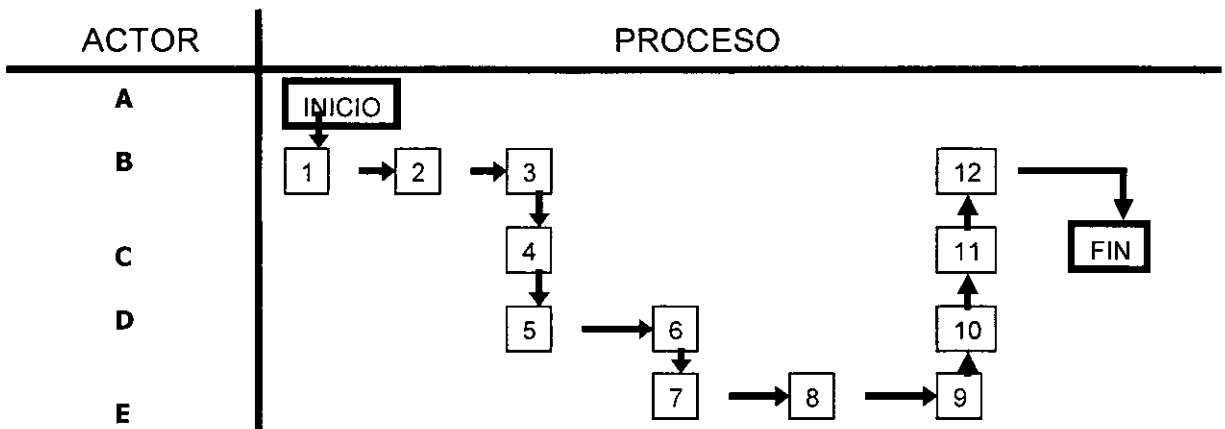 ACTOR PROCESO
A INICIO
B 1 2 3 12
C 4 11 FIN
D 5 6 10
E 7 8 9